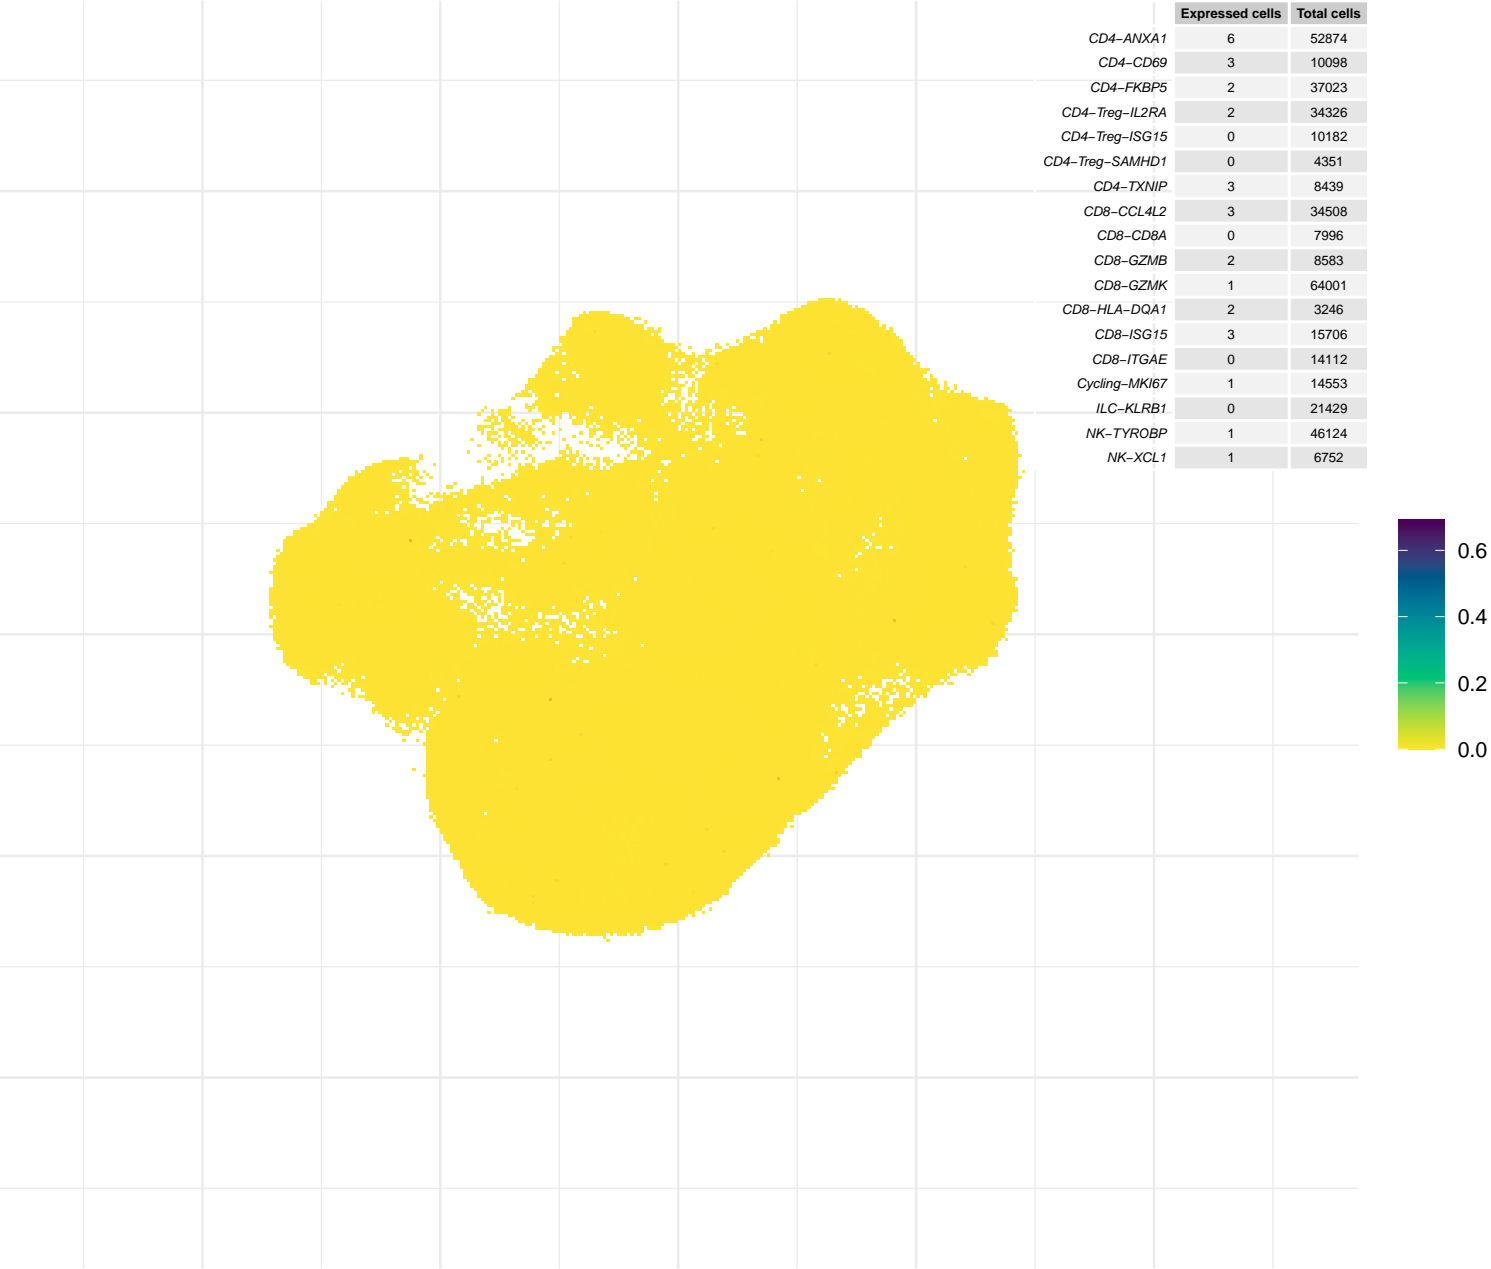 Expressed cells Total cells
CD4−ANXA1 6 52874
CD4−CD69 3 10098
CD4−FKBP5 2 37023
CD4−Treg−IL2RA 2 34326
CD4−Treg−ISG15 0 10182
CD4−Treg−SAMHD1 0 4351
CD4−TXNIP 3 8439
CD8−CCL4L2 3 34508
CD8−CD8A 0 7996
CD8−GZMB 2 8583
CD8−GZMK 1 64001
CD8−HLA−DQA1 2 3246
CD8−ISG15 3 15706
CD8−ITGAE 0 14112
Cycling−MKI67 1 14553
ILC−KLRB1 0 21429
NK−TYROBP 1 46124
NK−XCL1 1 6752
0.6
0.4
0.2
0.0